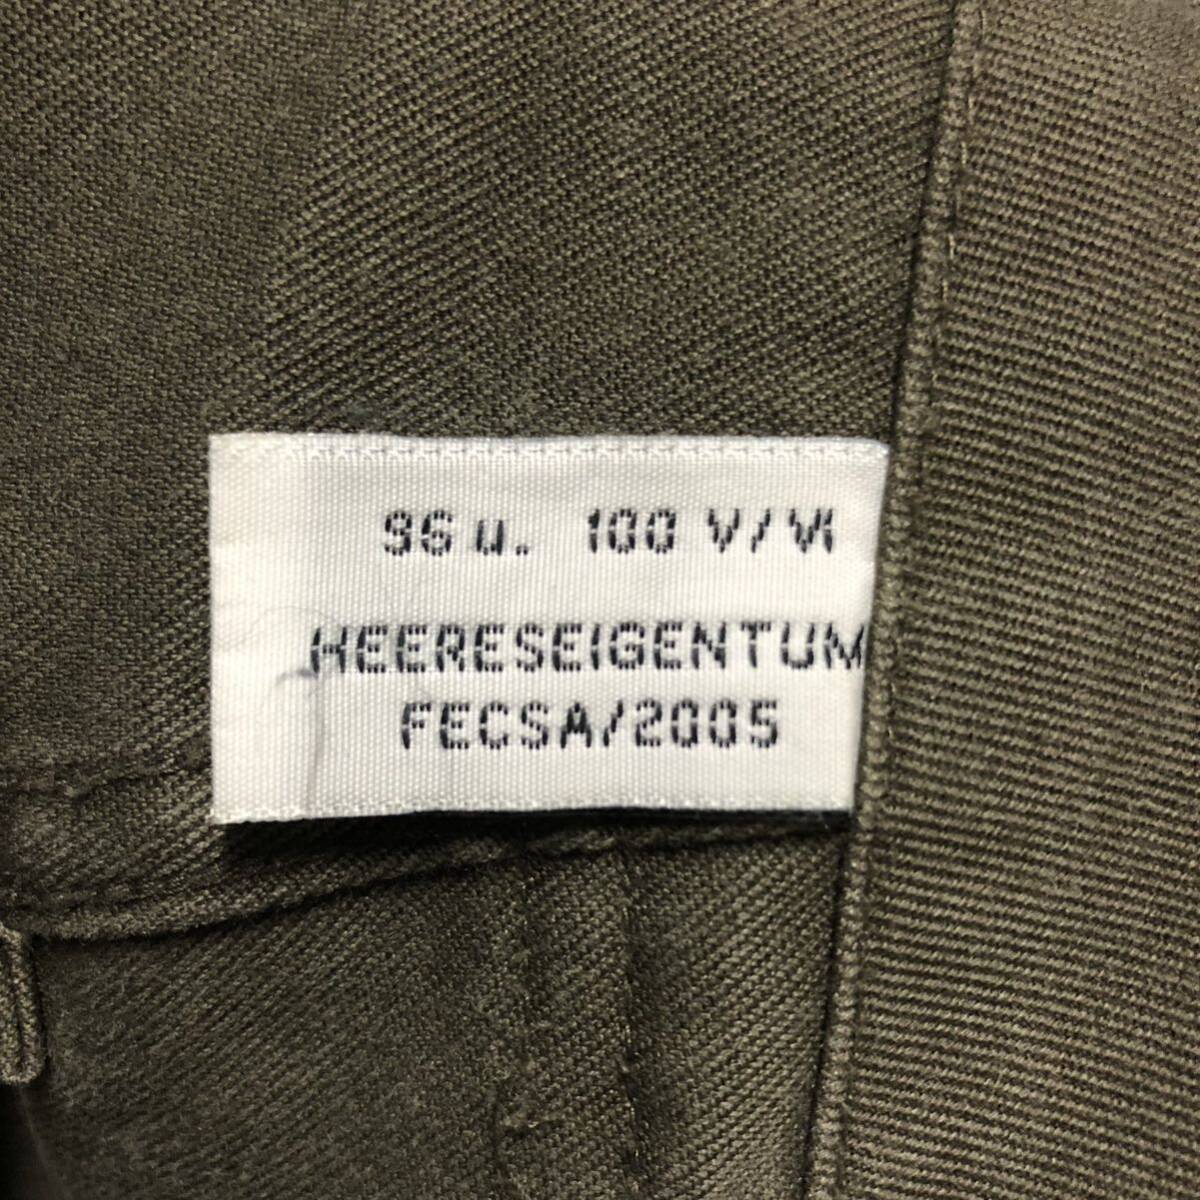 96 u. 100 V/VI
HEERESEIGENTUM
FECSA/2005